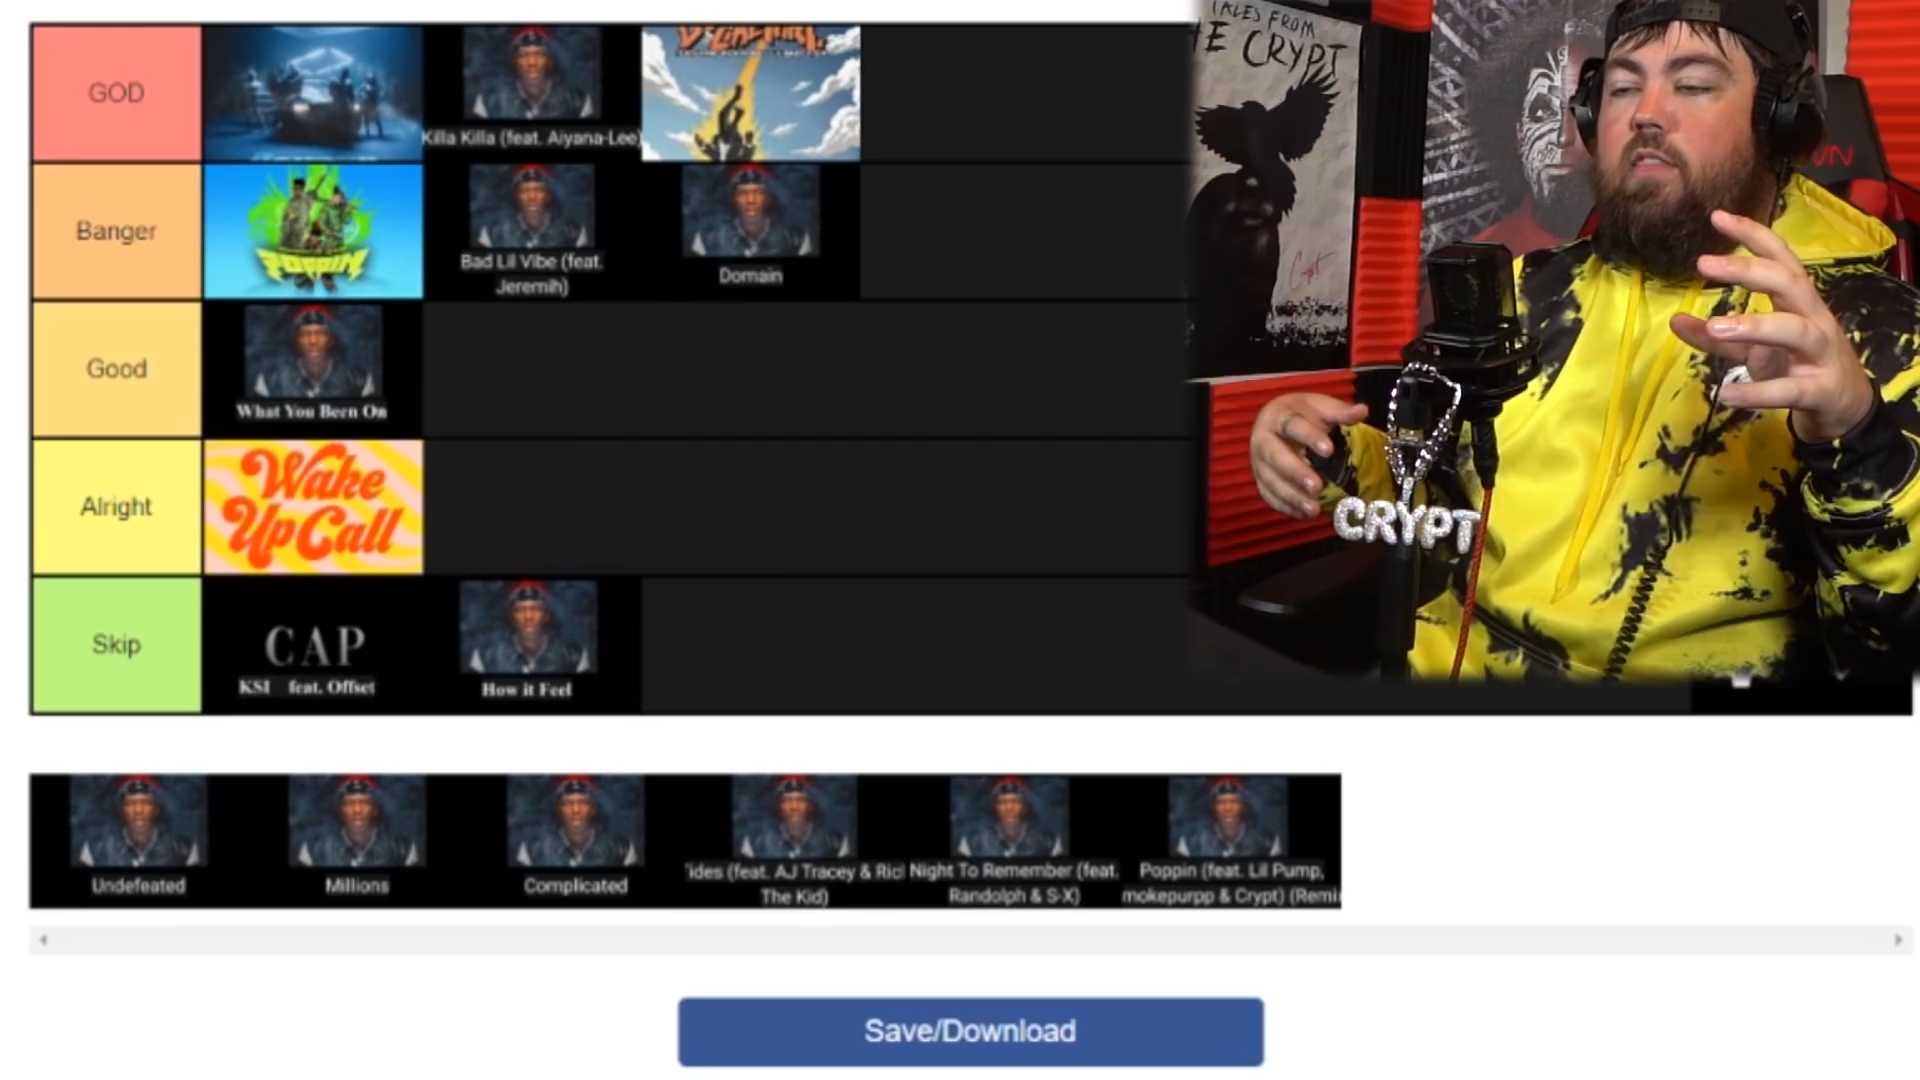 GOD
Killa Killa (feat. Aiyana-Lee)
TALES FROM
THE CRYPT
Banger
POPPIN
Bad Lil Vibe (feat.
Jeremih)
Domain
Good
What You Been On
Alright
Wake
Up Call
CRYPT
Skip
CAP
KSI feat. Offset
How it Feel
Undefeated
Millions
Complicated
ides (feat. AJ Tracey & Ric
The Kid)
Night To Remember (feat.
Randolph & S-X)
Poppin (feat. Lil Pump,
mokepurpp & Crypt) (Remi
Save/Download